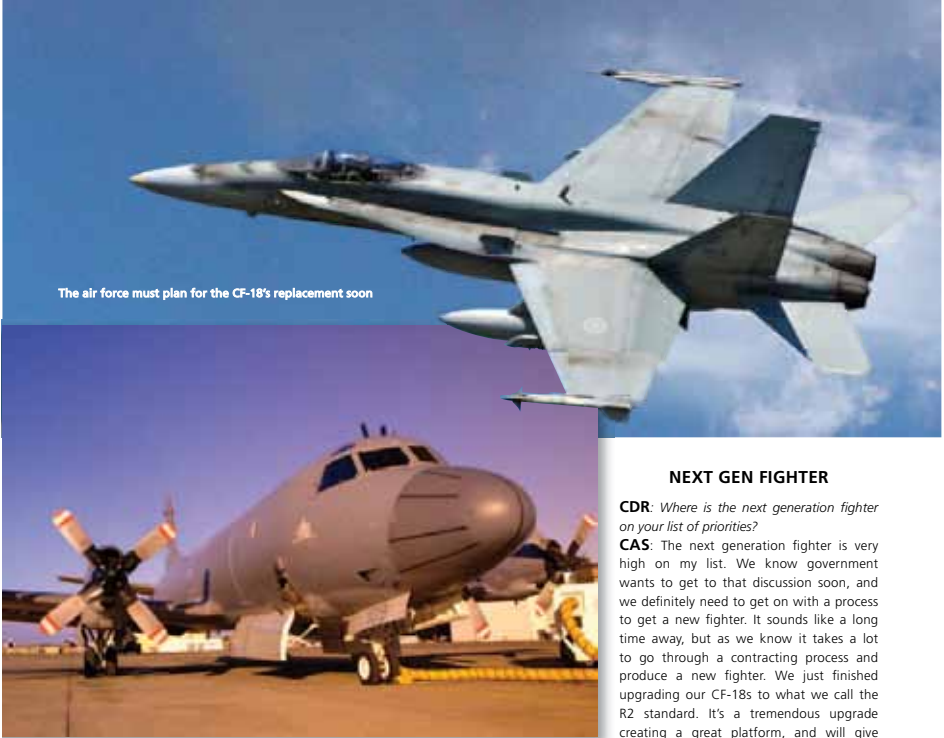 The air force must plan for the CF-18's replacement soon
NEXT GEN FIGHTER
CDR: Where is the next generation fighter
on your list of priorities?
CAS: The next generation fighter is very
high on my list. We know government
wants to get to that discussion soon, and
we definitely need to get on with a process
to get a new fighter. It sounds like a long
time away, but as we know it takes a lot
to go through a contracting process and
produce a new fighter. We just finished
upgrading our CF-18s to what we call the
R2 standard. It's a tremendous upgrade
creating a great platform, and will give